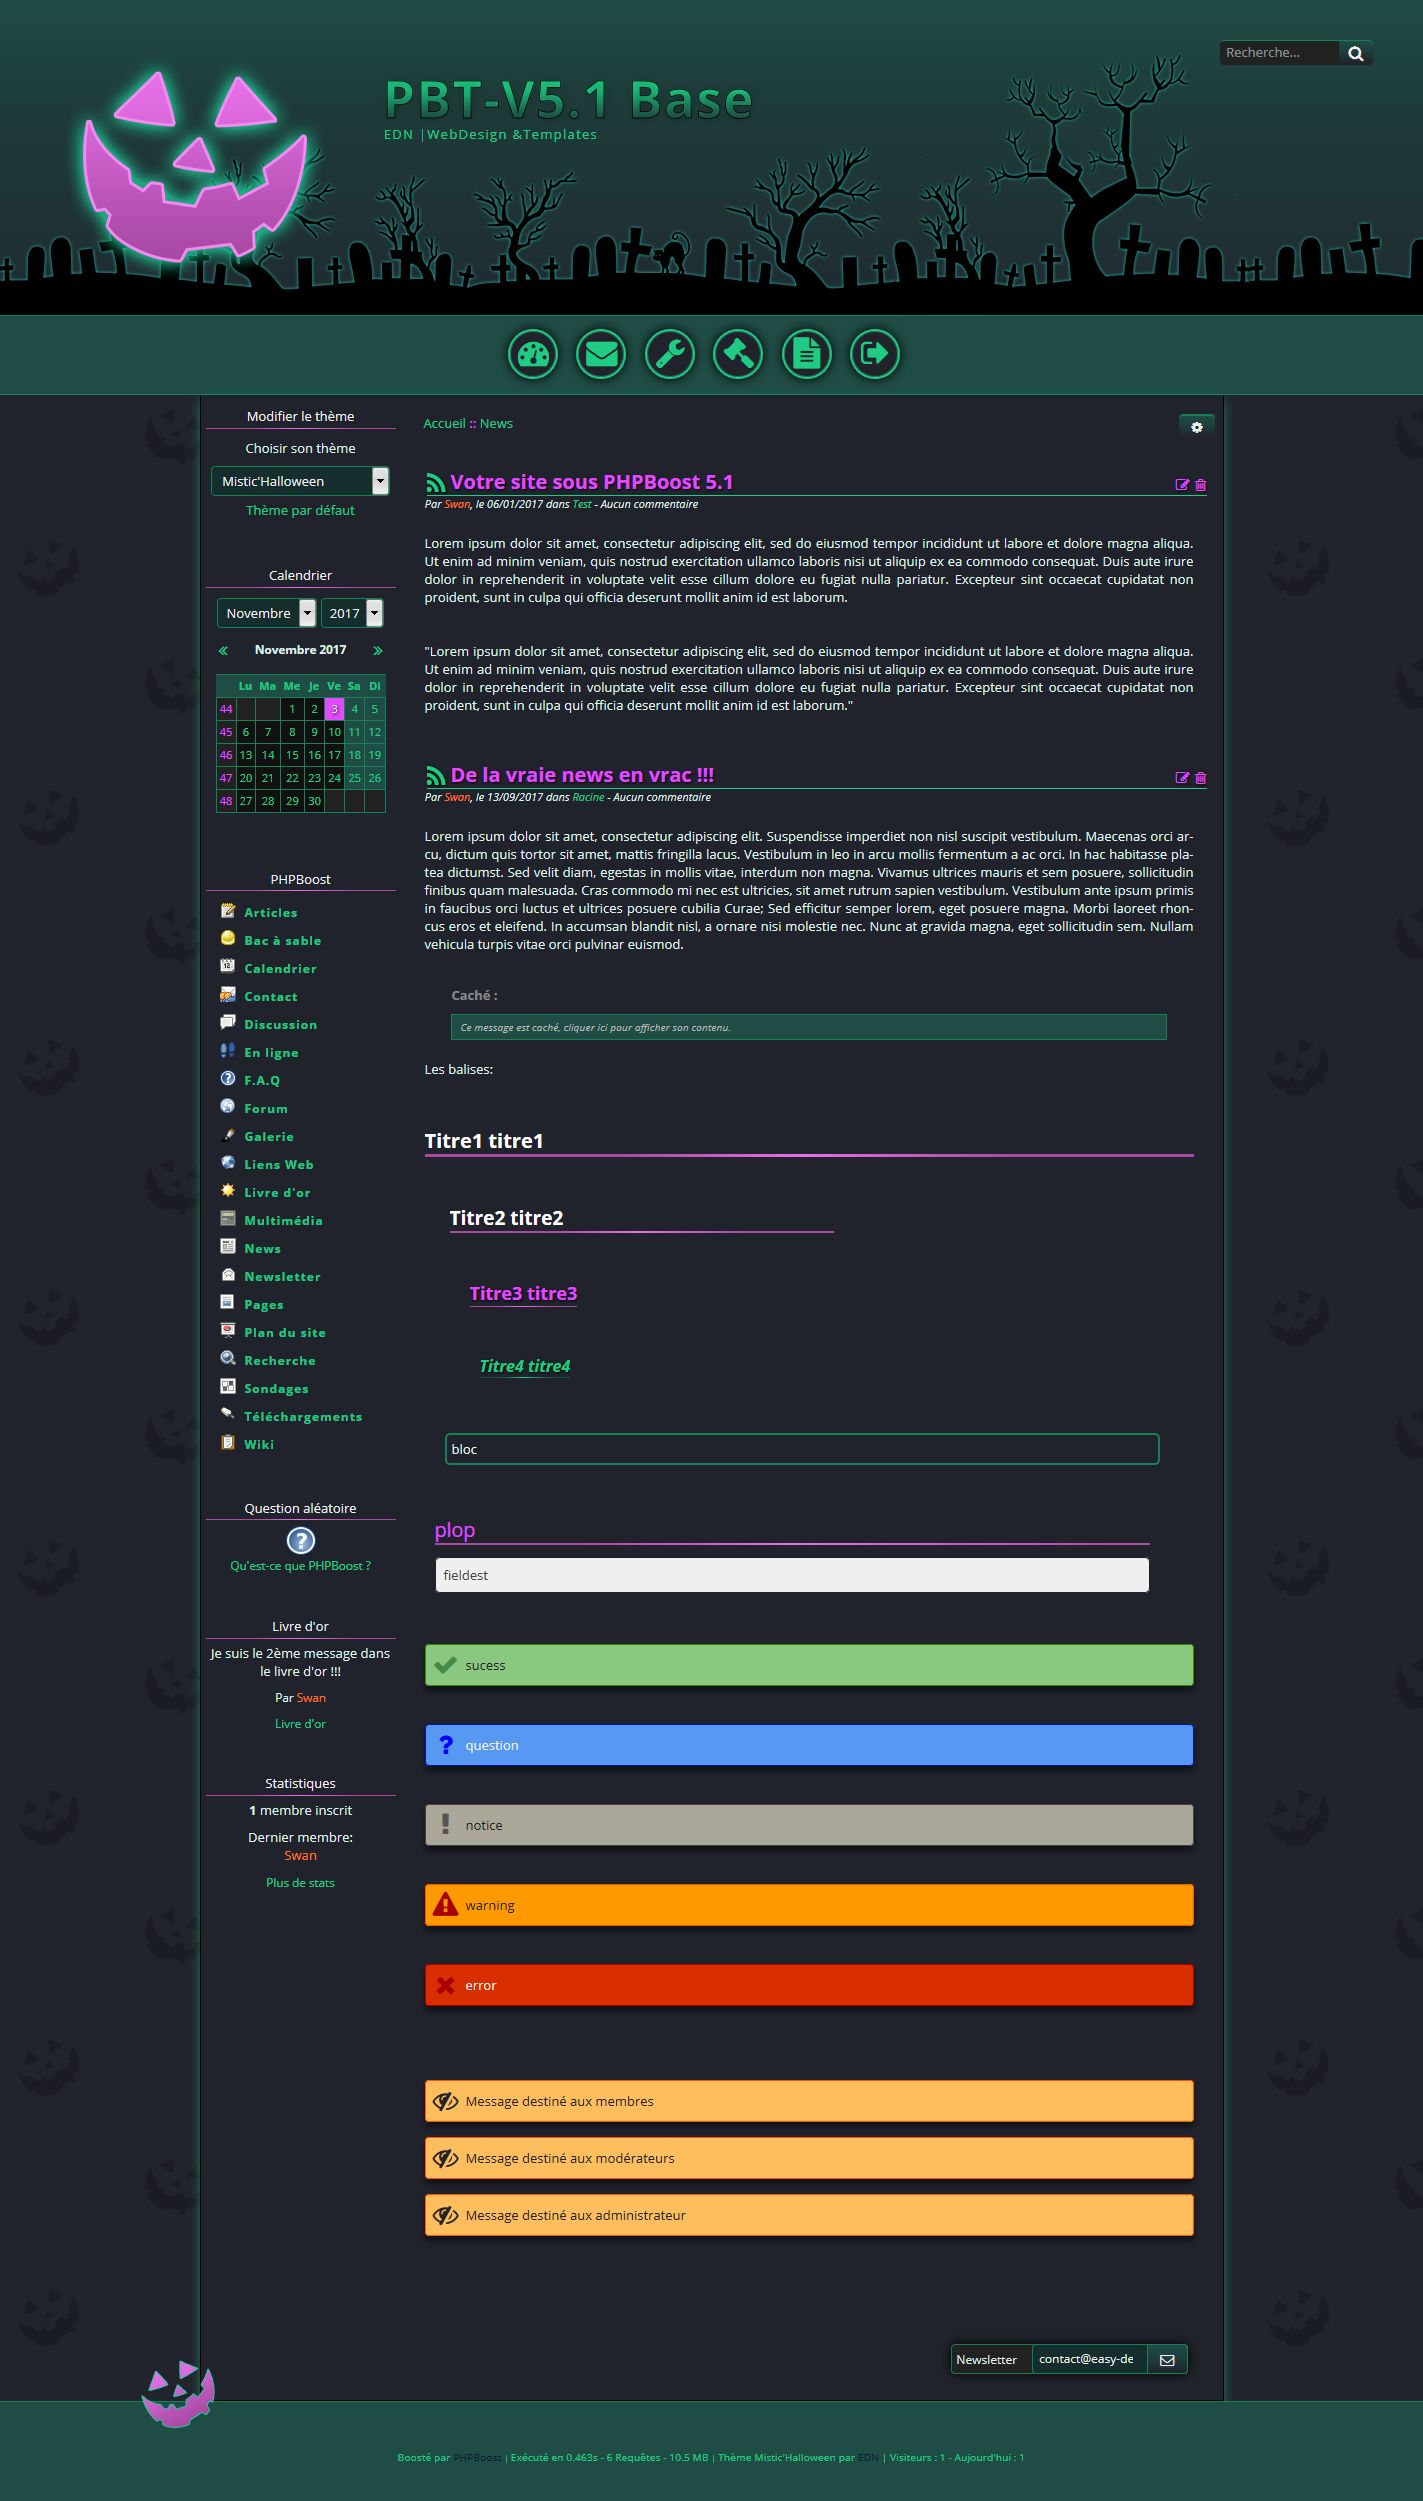 Recherche...
PBT-V5.1 Base
EDN |WebDesign &Templates
Modifier le thème
Choisir son thème
Mistic'Halloween
Thème par défaut
Calendrier
Novembre 2017
« Novembre 2017 »
Lu Ma Me Je Ve Sa Di
44 1 2 3 4 5
45 6 7 8 9 10 11 12
46 13 14 15 16 17 18 19
47 20 21 22 23 24 25 26
48 27 28 29 30
PHPBoost
Articles
Bac à sable
Calendrier
Contact
Discussion
En ligne
F.A.Q
Forum
Galerie
Liens Web
Livre d'or
Multimédia
News
Newsletter
Pages
Plan du site
Recherche
Sondages
Téléchargements
Wiki
Question aléatoire
Qu'est-ce que PHPBoost ?
Livre d'or
Je suis le 2ème message dans
le livre d'or !!!
Par Swan
Livre d'or
Statistiques
1 membre inscrit
Dernier membre:
Swan
Plus de stats
Accueil :: News
Votre site sous PHPBoost 5.1
Par Swan, le 06/01/2017 dans Test - Aucun commentaire
Lorem ipsum dolor sit amet, consectetur adipiscing elit, sed do eiusmod tempor incididunt ut labore et dolore magna aliqua.
Ut enim ad minim veniam, quis nostrud exercitation ullamco laboris nisi ut aliquip ex ea commodo consequat. Duis aute irure
dolor in reprehenderit in voluptate velit esse cillum dolore eu fugiat nulla pariatur. Excepteur sint occaecat cupidatat non
proident, sunt in culpa qui officia deserunt mollit anim id est laborum.
"Lorem ipsum dolor sit amet, consectetur adipiscing elit, sed do eiusmod tempor incididunt ut labore et dolore magna aliqua.
Ut enim ad minim veniam, quis nostrud exercitation ullamco laboris nisi ut aliquip ex ea commodo consequat. Duis aute irure
dolor in reprehenderit in voluptate velit esse cillum dolore eu fugiat nulla pariatur. Excepteur sint occaecat cupidatat non
proident, sunt in culpa qui officia deserunt mollit anim id est laborum."
De la vraie news en vrac !!!
Par Swan, le 13/09/2017 dans Racine - Aucun commentaire
Lorem ipsum dolor sit amet, consectetur adipiscing elit. Suspendisse imperdiet non nisl suscipit vestibulum. Maecenas orci ar-
cu, dictum quis tortor sit amet, mattis fringilla lacus. Vestibulum in leo in arcu mollis fermentum a ac orci. In hac habitasse pla-
tea dictumst. Sed velit diam, egestas in mollis vitae, interdum non magna. Vivamus ultrices mauris et sem posuere, sollicitudin
finibus quam malesuada. Cras commodo mi nec est ultricies, sit amet rutrum sapien vestibulum. Vestibulum ante ipsum primis
in faucibus orci luctus et ultrices posuere cubilia Curae; Sed efficitur semper lorem, eget posuere magna. Morbi laoreet rhon-
cus eros et eleifend. In accumsan blandit nisl, a ornare nisi molestie nec. Nunc at gravida magna, eget sollicitudin sem. Nullam
vehicula turpis vitae orci pulvinar euismod.
Caché :
Ce message est caché, cliquer ici pour afficher son contenu.
Les balises:
Titre1 titre1
Titre2 titre2
Titre3 titre3
Titre4 titre4
bloc
plop
fieldest
sucess
question
notice
warning
error
Message destiné aux membres
Message destiné aux modérateurs
Message destiné aux administrateur
Newsletter contact@easy-de
Boosté par PHPBoost | Exécuté en 0.463s - 6 Requêtes - 10.5 MB | Thème Mistic'Halloween par EDN | Visiteurs : 1 - Aujourd'hui : 1